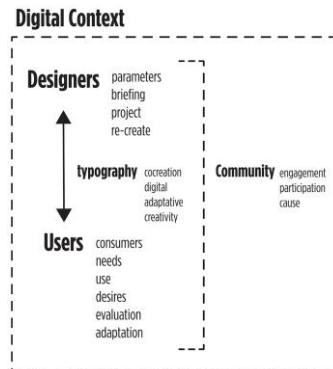 Digital Context
Designers parameters
briefing
project
re-create
typography cocreation
digital
adaptative
creativity
Community engagement
participation
cause
Users consumers
needs
use
desires
evaluation
adaptation